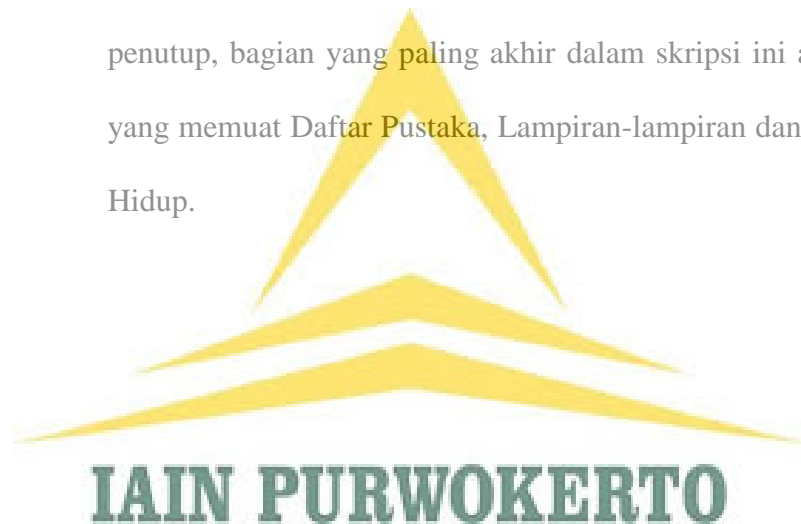 penutup, bagian yang paling akhir dalam skripsi ini a
yang memuat Daftar Pustaka, Lampiran-lampiran dan
Hidup.
IAIN PURWOKERTO